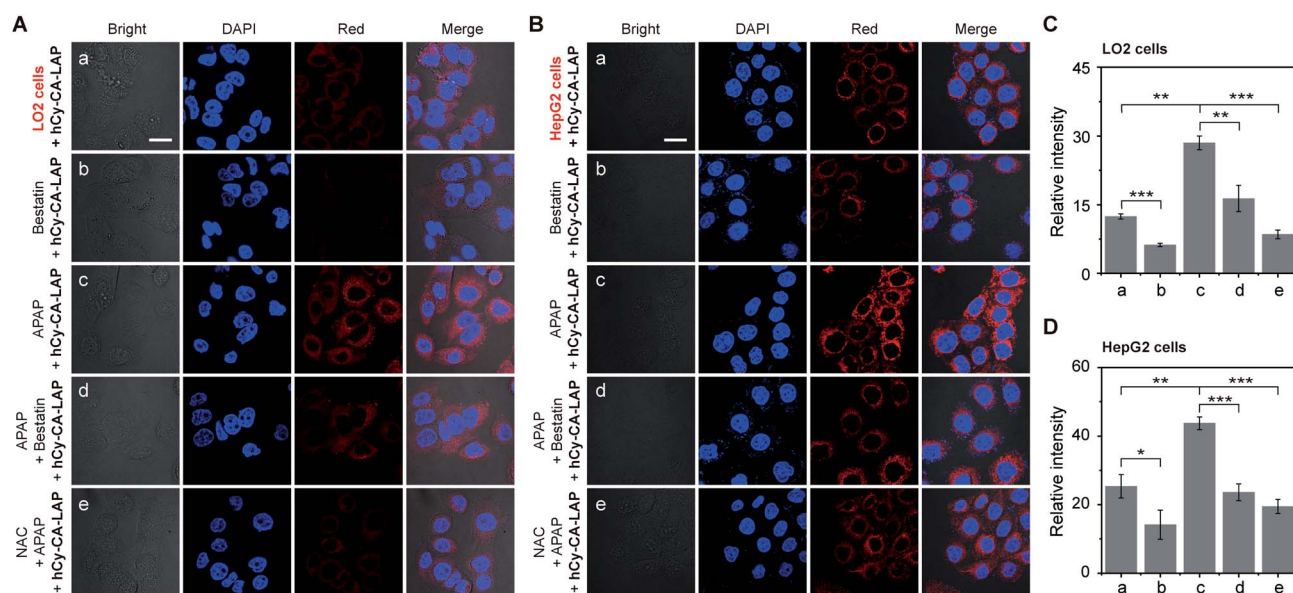 A
Bright
DAPI
Red
Merge
LO2 cells
+ hCy-CA-LAP
a
Bestatin
+ hCy-CA-LAP
b
APAP
+ hCy-CA-LAP
c
APAP
+ Bestatin
+ hCy-CA-LAP
d
NAC
+ APAP
+ hCy-CA-LAP
e
B
Bright
DAPI
Red
Merge
HepG2 cells
+ hCy-CA-LAP
a
Bestatin
+ hCy-CA-LAP
b
APAP
+ hCy-CA-LAP
c
APAP
+ Bestatin
+ hCy-CA-LAP
d
NAC
+ APAP
+ hCy-CA-LAP
e
C
LO2 cells
Relative intensity
45
30
15
0
** ***
**
***
a b c d e
D
HepG2 cells
Relative intensity
60
40
20
0
** ***
***
*
a b c d e